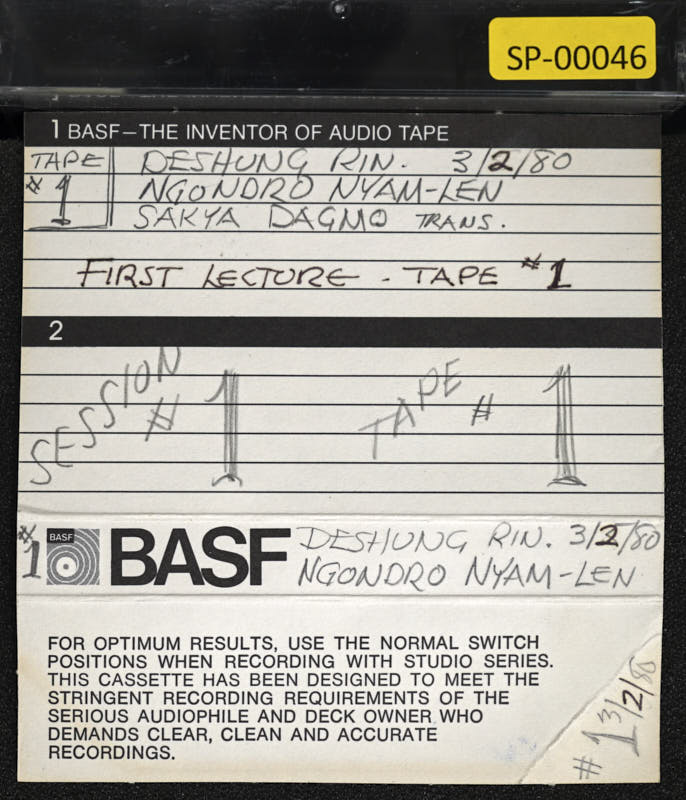 SP-00046
1 BASF—THE INVENTOR OF AUDIO TAPE
TAPE #1
DESHUNG RIN. 3/2/80
NGONDRO NYAM-LEN
SAKYA DAGMO TRANS.
FIRST LECTURE - TAPE #1
2
SESSION # 1
TAPE # 1
#1
BASF
BASF
DESHUNG RIN. 3/2/80
NGONDRO NYAM-LEN
FOR OPTIMUM RESULTS, USE THE NORMAL SWITCH
POSITIONS WHEN RECORDING WITH STUDIO SERIES.
THIS CASSETTE HAS BEEN DESIGNED TO MEET THE
STRINGENT RECORDING REQUIREMENTS OF THE
SERIOUS AUDIOPHILE AND DECK OWNER WHO
DEMANDS CLEAR, CLEAN AND ACCURATE
RECORDINGS.
#1 3/2/80